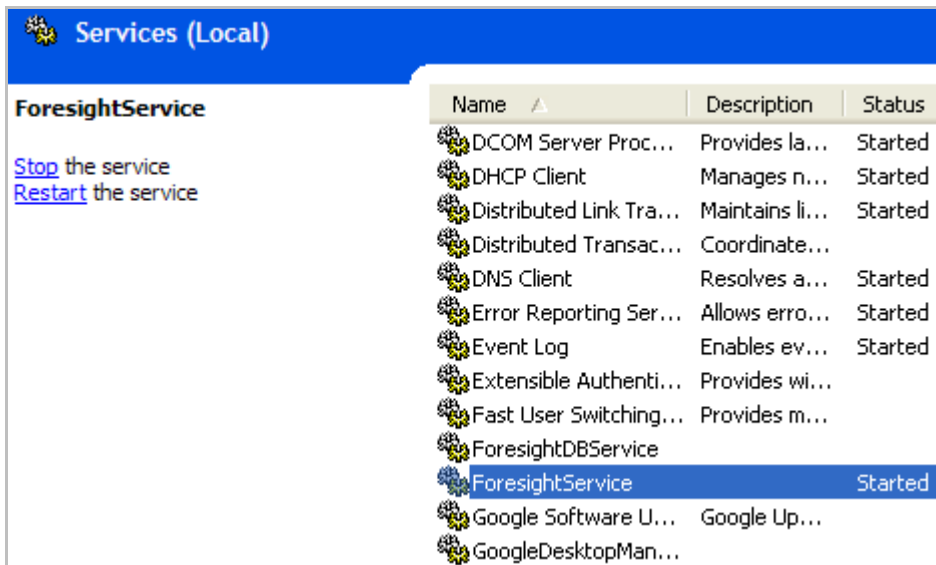 Services (Local)
ForesightService
Stop the service
Restart the service
Name Description Status
DCOM Server Proc... Provides la... Started
DHCP Client Manages n... Started
Distributed Link Tra... Maintains li... Started
Distributed Transac... Coordinate...
DNS Client Resolves a... Started
Error Reporting Ser... Allows erro... Started
Event Log Enables ev... Started
Extensible Authenti... Provides wi...
Fast User Switching... Provides m...
ForesightDBService
ForesightService Started
Google Software U... Google Up...
GoogleDesktopMan...